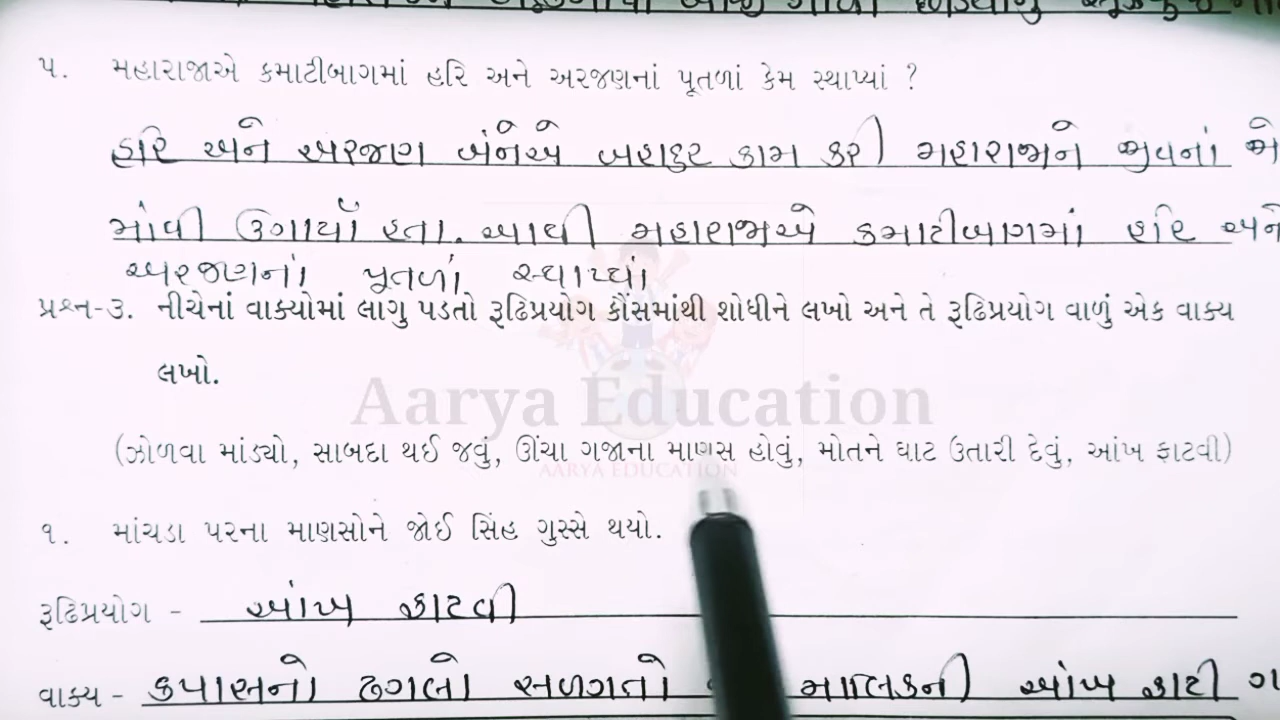 ૫. મહારાજાએ કમાટીબાગમાં હરિ અને અરજણનાં પૂતળાં કેમ સ્થાપ્યાં ?
હરિ અને અરજણ બંનેએ બહાદુર કામ કરી મહારાજાને જીવનાં
માંથી ઉગાર્યા હતા. આથી મહારાજાએ કમાટીબાગમાં હરિ અને
અરજણનાં પૂતળાં સ્થાપ્યાં
પ્રશ્ન-૩. નીચેનાં વાક્યોમાં લાગુ પડતો રૂઢિપ્રયોગ કૌંસમાંથી શોધીને લખો અને તે રૂઢિપ્રયોગ વાળું એક વાક્ય
લખો.
Aarya Education
(ઝોળવા માંડ્યો, સાબદા થઈ જવું, ઊંચા ગજાના માણસ હોવું, મોતને ઘાટ ઉતારી દેવું, આંખ ફાટવી)
AARYA EDUCATION
૧. માંચડા પરના માણસોને જોઈ સિંહ ગુસ્સે થયો.
રૂઢિપ્રયોગ - આંખ ફાટવી
વાક્ય - કપાસનો ઢગલો સળગતો માલિકની આંખ ફાટી